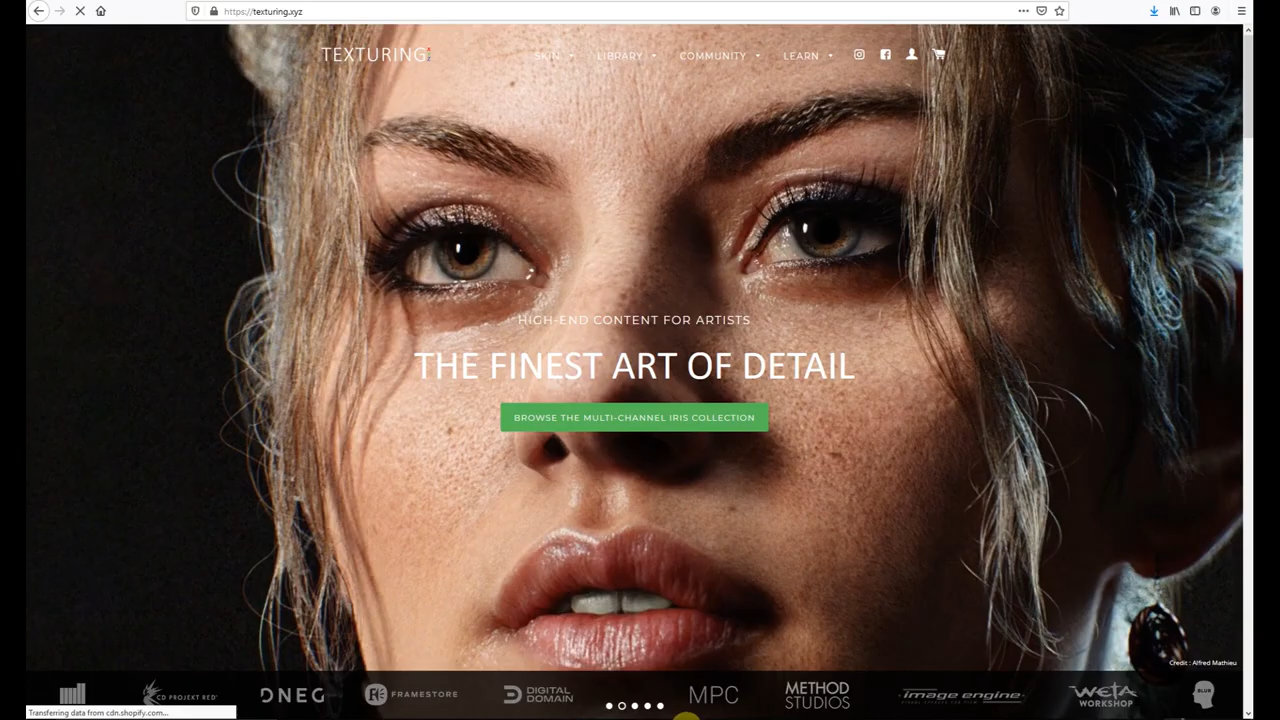 https://texturing.xyz
TEXTURING
SKIN
LIBRARY
COMMUNITY
LEARN
HIGH-END CONTENT FOR ARTISTS
THE FINEST ART OF DETAIL
BROWSE THE MULTI-CHANNEL IRIS COLLECTION
Credit : Alfred Mathieu
CD PROJEKT RED
DNEG
FRAMESTORE
DIGITAL DOMAIN
MPC
METHOD STUDIOS
image engine
WETA WORKSHOP
BLUR
Transferring data from cdn.shopify.com...